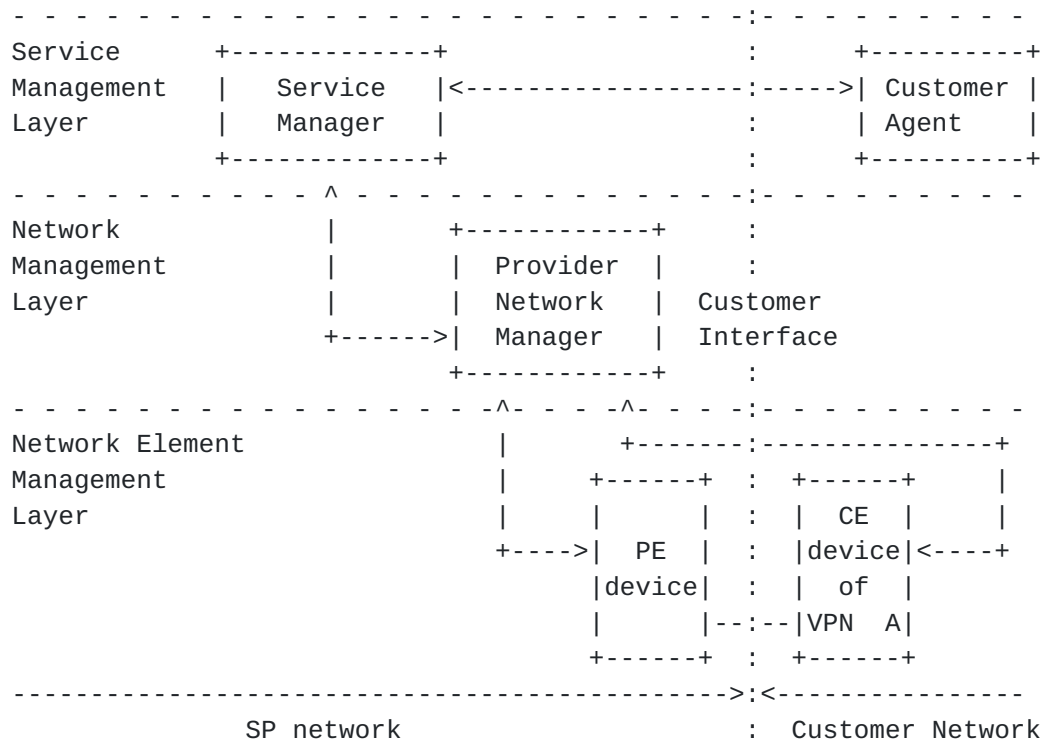 - - - - - - - - - - - - - - - - - - - - - - - -:- - - - - - - - -
Service      +-------------+                   :      +----------+
Management   |   Service   |<------------------:----->| Customer |
Layer        |   Manager   |                   :      | Agent    |
             +-------------+                   :      +----------+
- - - - - - - - - - ^ - - - - - - - - - - - - -:- - - - - - - - -
Network             |       +------------+     :
Management          |       |  Provider  |     :
Layer               |       |  Network   |  Customer
                    +------>|  Manager   |  Interface
                            +------------+     :
- - - - - - - - - - - - - - - -^- - - -^- - - -:- - - - - - - - -
Network Element                |       +-------:---------------+
Management                     |     +------+  :  +------+     |
Layer                          |     |      |  :  |  CE  |     |
                               +---->|  PE  |  :  |device|<----+
                                     |device|  :  |  of  |
                                     |      |--:--|VPN  A|
                                     +------+  :  +------+
---------------------------------------------->:<----------------
               SP network                      :  Customer Network